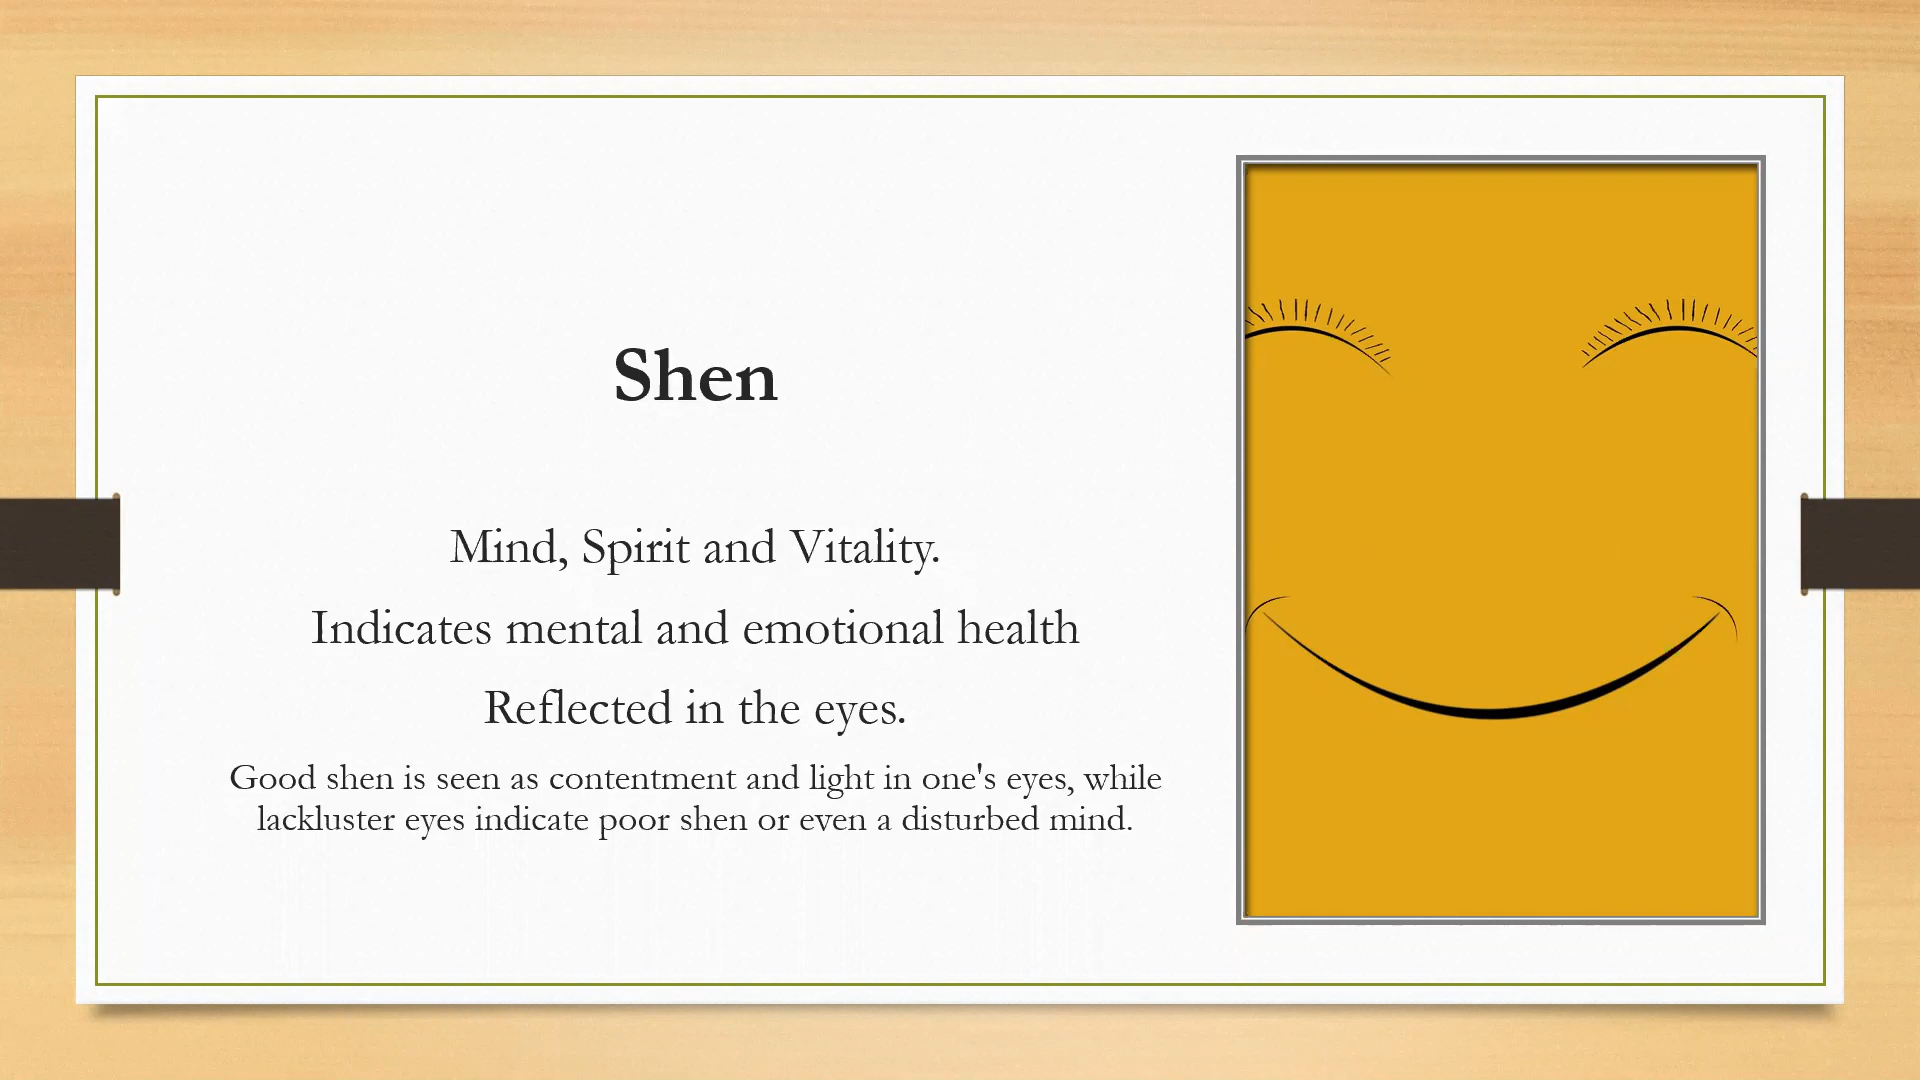 Shen
Mind, Spirit and Vitality.
Indicates mental and emotional health
Reflected in the eyes.
Good shen is seen as contentment and light in one's eyes, while
lackluster eyes indicate poor shen or even a disturbed mind.